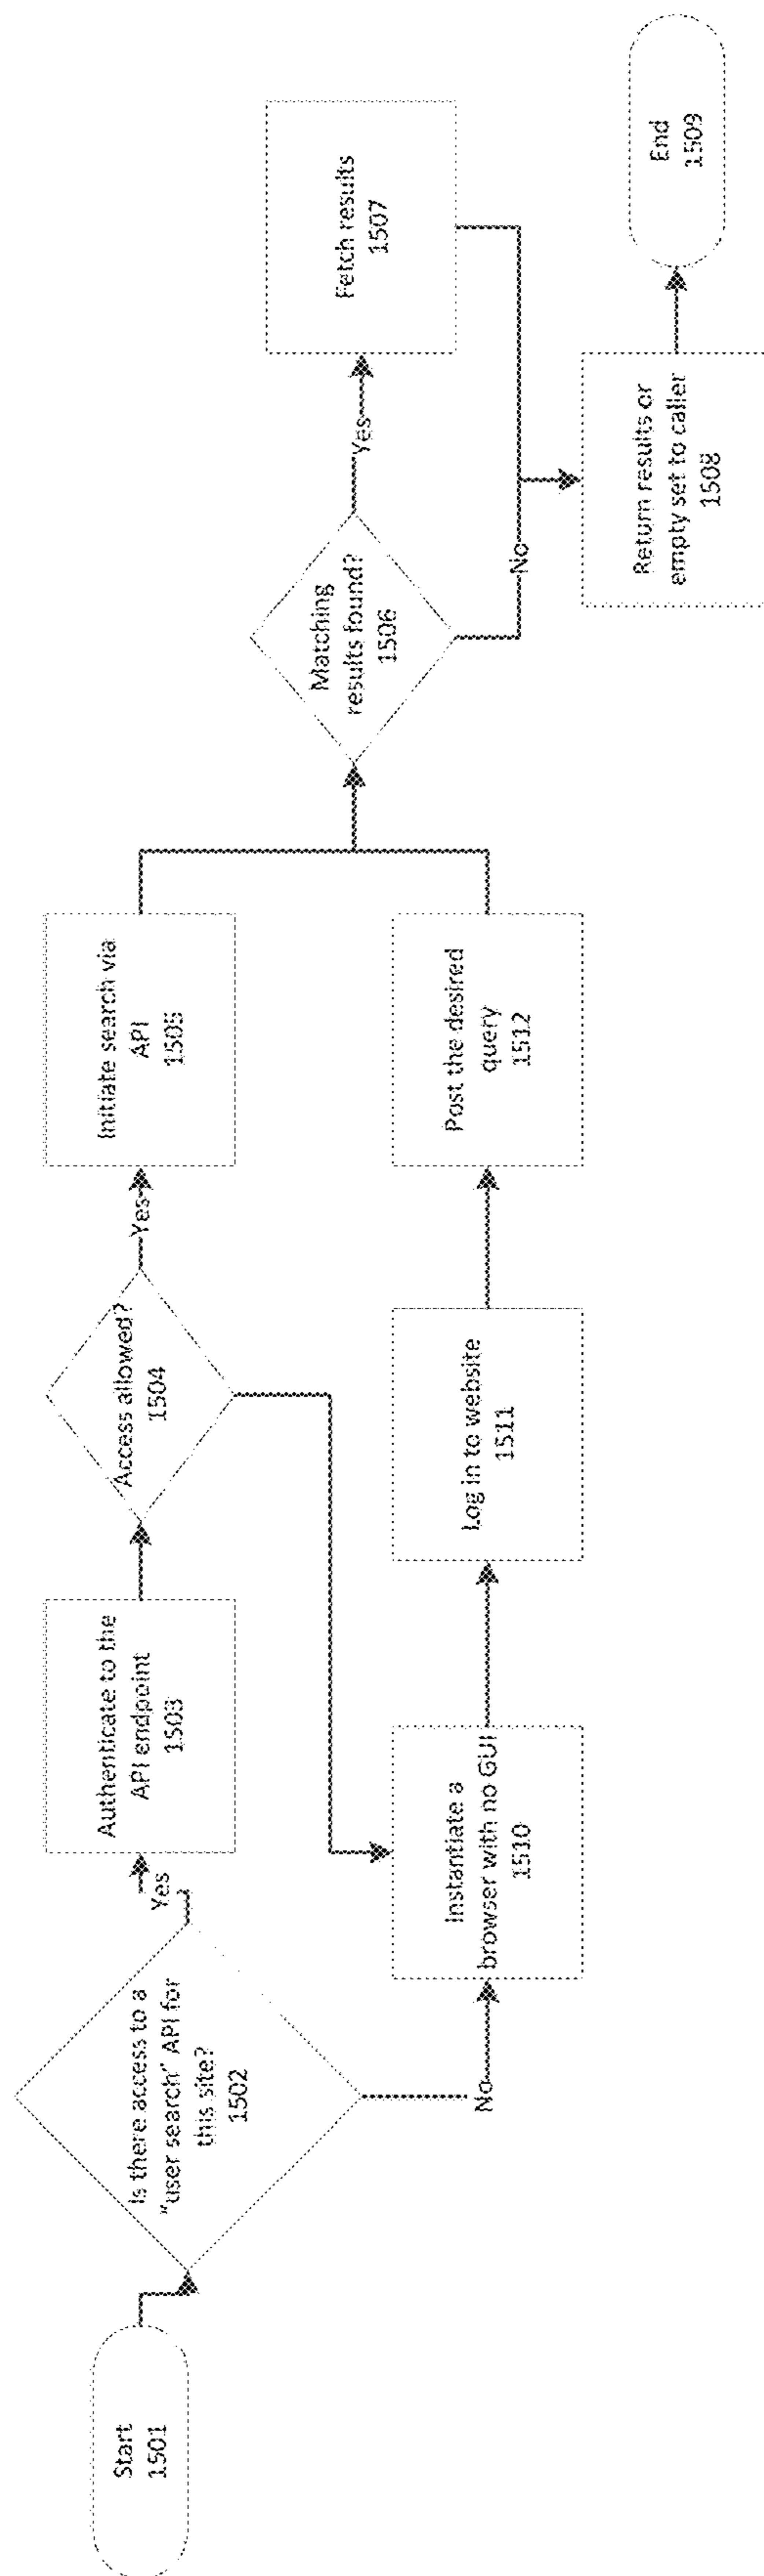 Start
1501
Is there access to a
"user search" API for
this site?
1502
Yes
No
Authenticate to the
API endpoint
1503
Access allowed?
1504
Yes
Initiate search via
API
1505
Instantiate a
browser with no GUI
1510
Log in to website
1511
Post the desired
query
1512
Matching
results found?
1506
Yes
No
Fetch results
1507
Return results or
empty set to caller
1508
End
1509